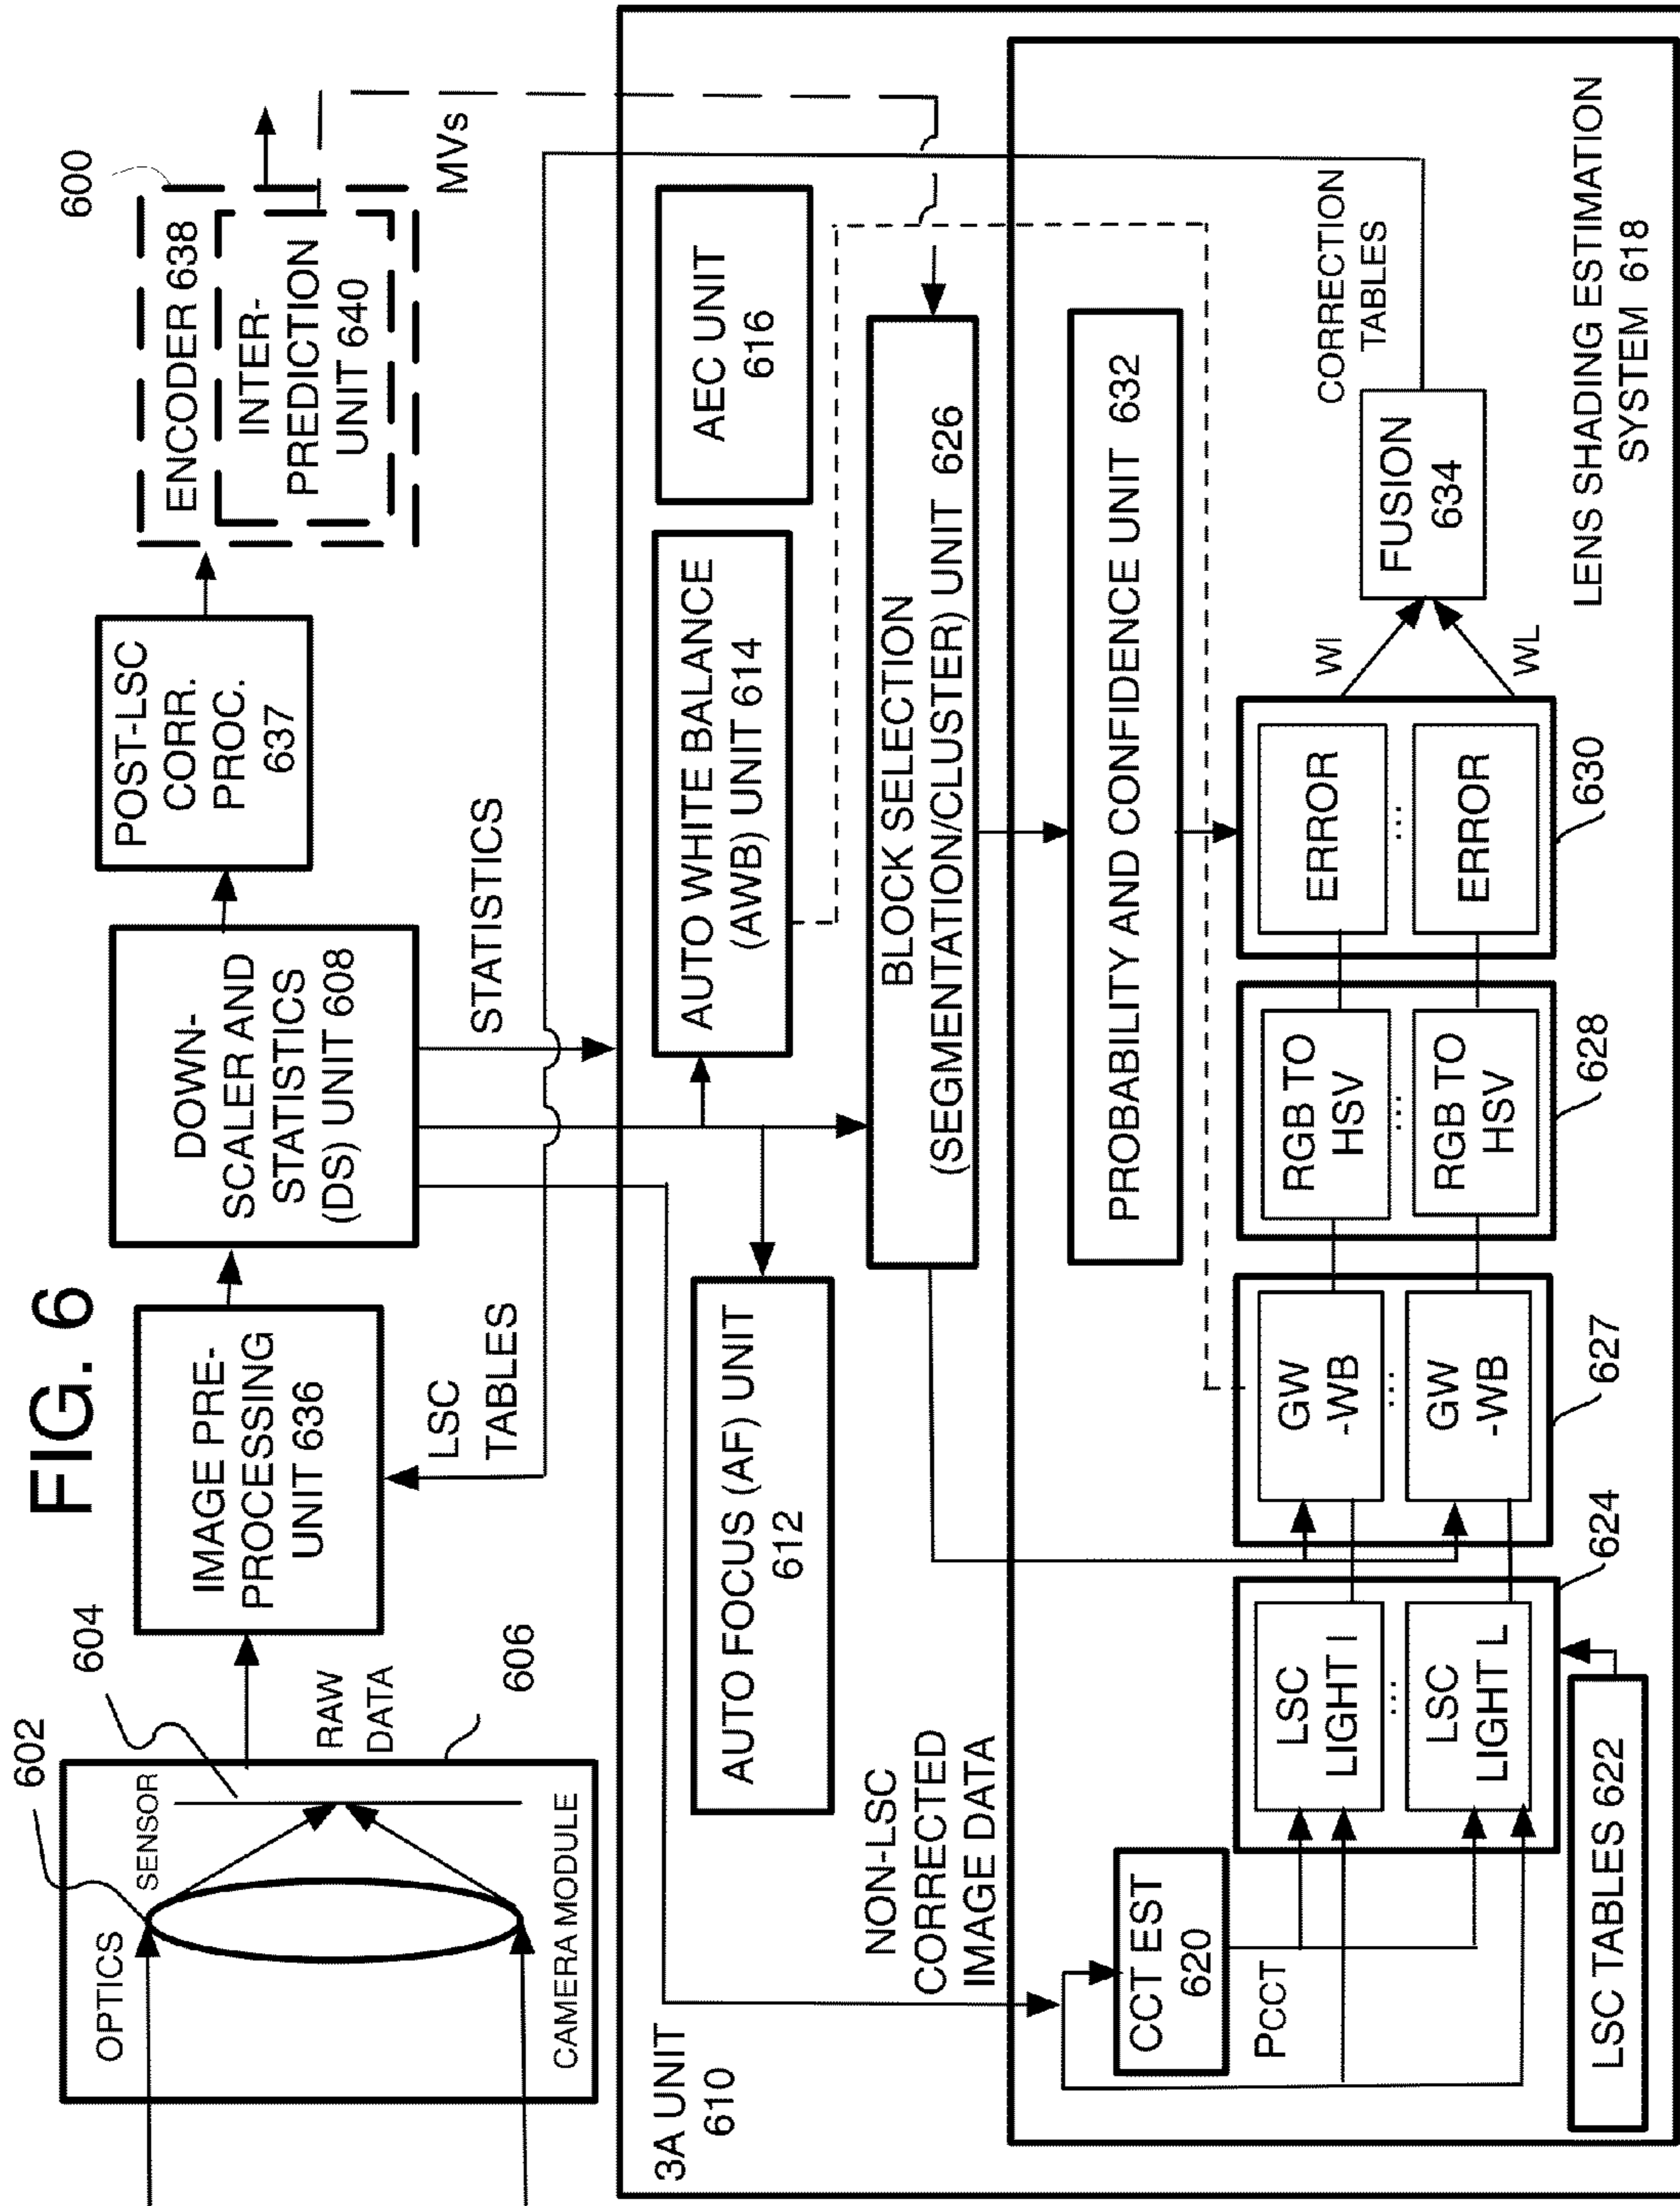 FIG. 6
600
602
604
606
OPTICS
SENSOR
CAMERA MODULE
RAW
DATA
IMAGE PRE-
PROCESSING
UNIT 636
LSC
TABLES
DOWN-
SCALER AND
STATISTICS
(DS) UNIT 608
STATISTICS
POST-LSC
CORR.
PROC.
637
ENCODER 638
INTER-
PREDICTION
UNIT 640
MVs
3A UNIT
610
AUTO FOCUS (AF) UNIT
612
AUTO WHITE BALANCE
(AWB) UNIT 614
AEC UNIT
616
BLOCK SELECTION
(SEGMENTATION/CLUSTER) UNIT 626
NON-LSC
CORRECTED
IMAGE DATA
PROBABILITY AND CONFIDENCE UNIT 632
CCT EST
620
PCCT
LSC
LIGHT I
....
LSC
LIGHT L
624
LSC TABLES 622
GW
-WB
....
GW
-WB
627
RGB TO
HSV
....
RGB TO
HSV
628
ERROR
....
ERROR
630
WI
WL
FUSION
634
CORRECTION
TABLES
LENS SHADING ESTIMATION
SYSTEM 618